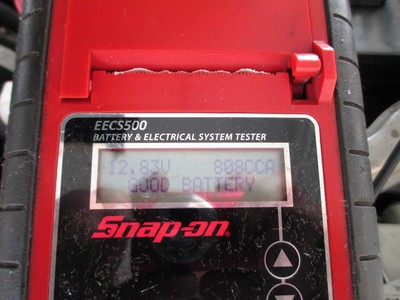 EECS500
BATTERY & ELECTRICAL SYSTEM TESTER
12.83V 808CCA
GOOD BATTERY
Snap-on